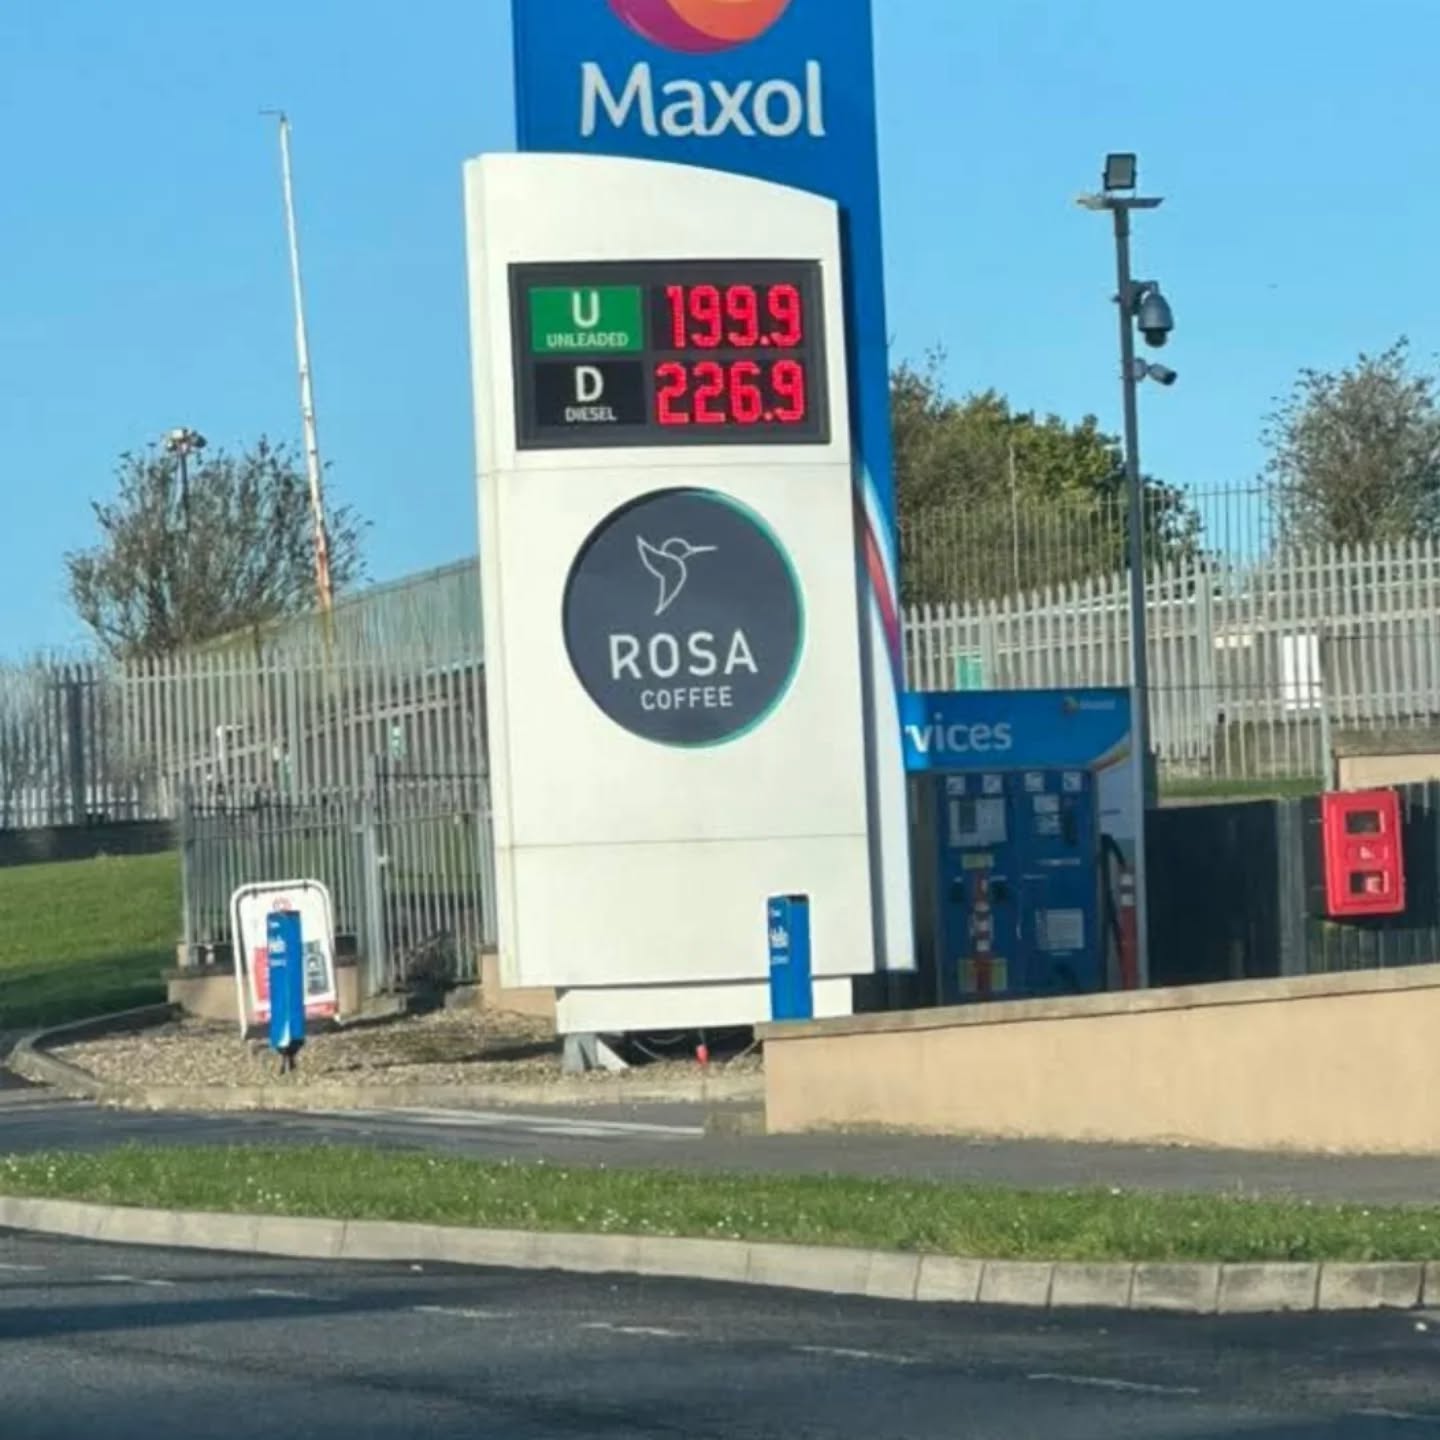 Maxol
U
UNLEADED
199.9
D
DIESEL
226.9
ROSA
COFFEE
vices